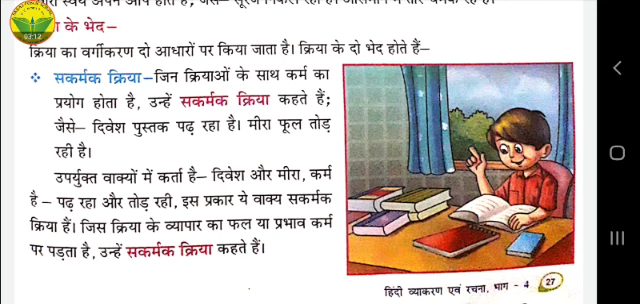 क्रिया का वर्गीकरण दो आधारों पर किया जाता है। क्रिया के दो भेद होते हैं–
के भेद–
❖ सकर्मक क्रिया–जिन क्रियाओं के साथ कर्म का
प्रयोग होता है, उन्हें सकर्मक क्रिया कहते हैं;
जैसे– दिवेश पुस्तक पढ़ रहा है। मीरा फूल तोड़
रही है।
उपर्युक्त वाक्यों में कर्ता है– दिवेश और मीरा, कर्म
है – पढ़ रहा और तोड़ रही, इस प्रकार ये वाक्य सकर्मक
क्रिया हैं। जिस क्रिया के व्यापार का फल या प्रभाव कर्म
पर पड़ता है, उन्हें सकर्मक क्रिया कहते हैं।
हिंदी व्याकरण एवं रचना, भाग - 4 27
03:12